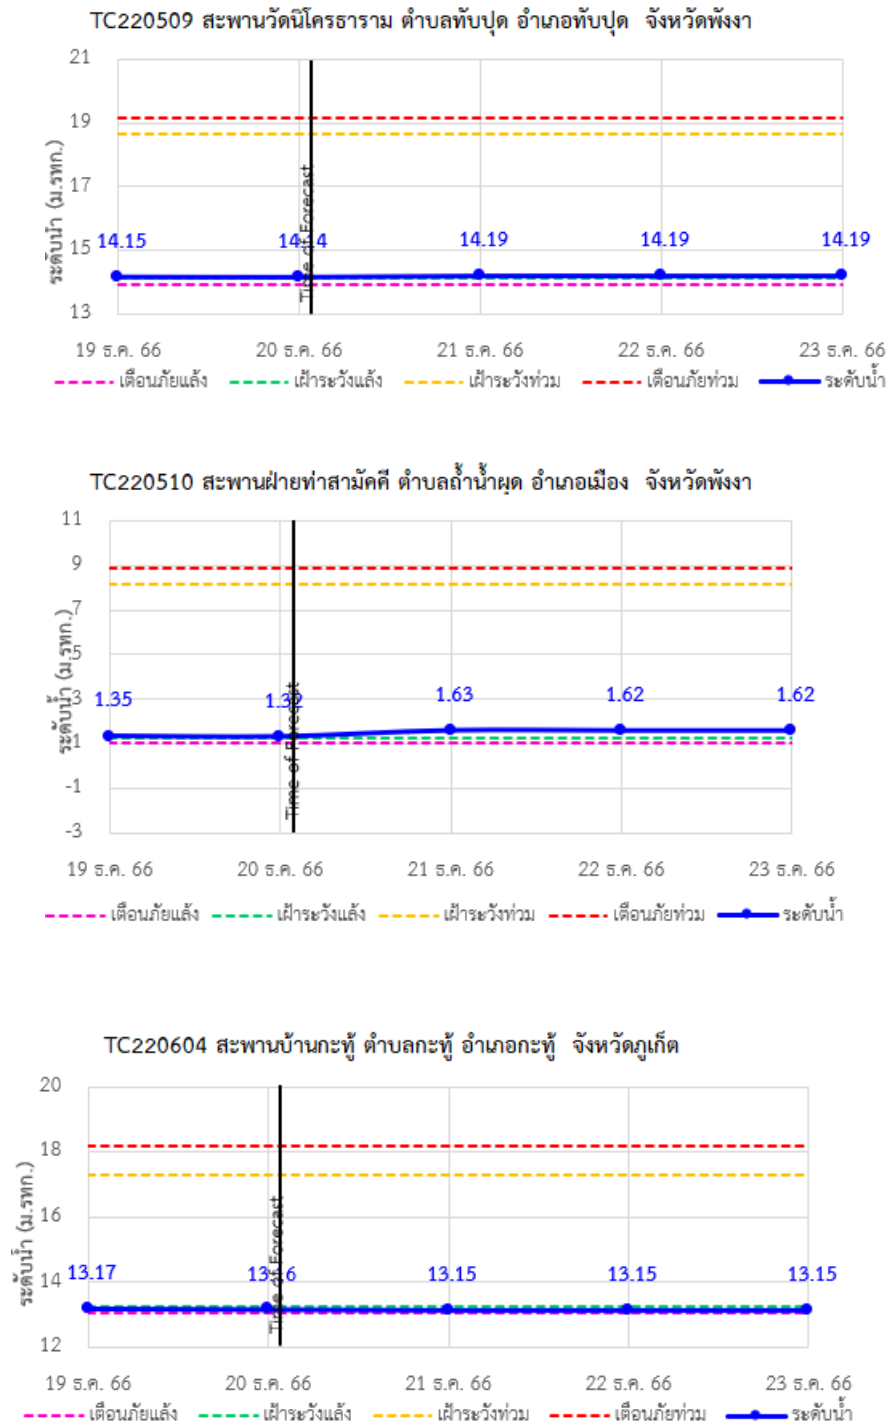 TC220509 สะพานวัดนิโครธาราม ตำบลทับปุด อำเภอทับปุด จังหวัดพังงา
21
19
17
15
13
ระดับน้ำ (ม.รทก.)
14.15
14.14
14.19
14.19
14.19
Time of Forecast
19 ธ.ค. 66
20 ธ.ค. 66
21 ธ.ค. 66
22 ธ.ค. 66
23 ธ.ค. 66
เตือนภัยแล้ง เฝ้าระวังแล้ง เฝ้าระวังท่วม เตือนภัยท่วม ระดับน้ำ
TC220510 สะพานฝ่ายท่าสามัคคี ตำบลถ้ำน้ำผุด อำเภอเมือง จังหวัดพังงา
11
9
7
5
3
1
-1
-3
ระดับน้ำ (ม.รทก.)
1.35
1.32
1.63
1.62
1.62
Time of Forecast
19 ธ.ค. 66
20 ธ.ค. 66
21 ธ.ค. 66
22 ธ.ค. 66
23 ธ.ค. 66
เตือนภัยแล้ง เฝ้าระวังแล้ง เฝ้าระวังท่วม เตือนภัยท่วม ระดับน้ำ
TC220604 สะพานบ้านกะทู้ ตำบลกะทู้ อำเภอกะทู้ จังหวัดภูเก็ต
20
18
16
14
12
ระดับน้ำ (ม.รทก.)
13.17
13.16
13.15
13.15
13.15
Time of Forecast
19 ธ.ค. 66
20 ธ.ค. 66
21 ธ.ค. 66
22 ธ.ค. 66
23 ธ.ค. 66
เตือนภัยแล้ง เฝ้าระวังแล้ง เฝ้าระวังท่วม เตือนภัยท่วม ระดับน้ำ